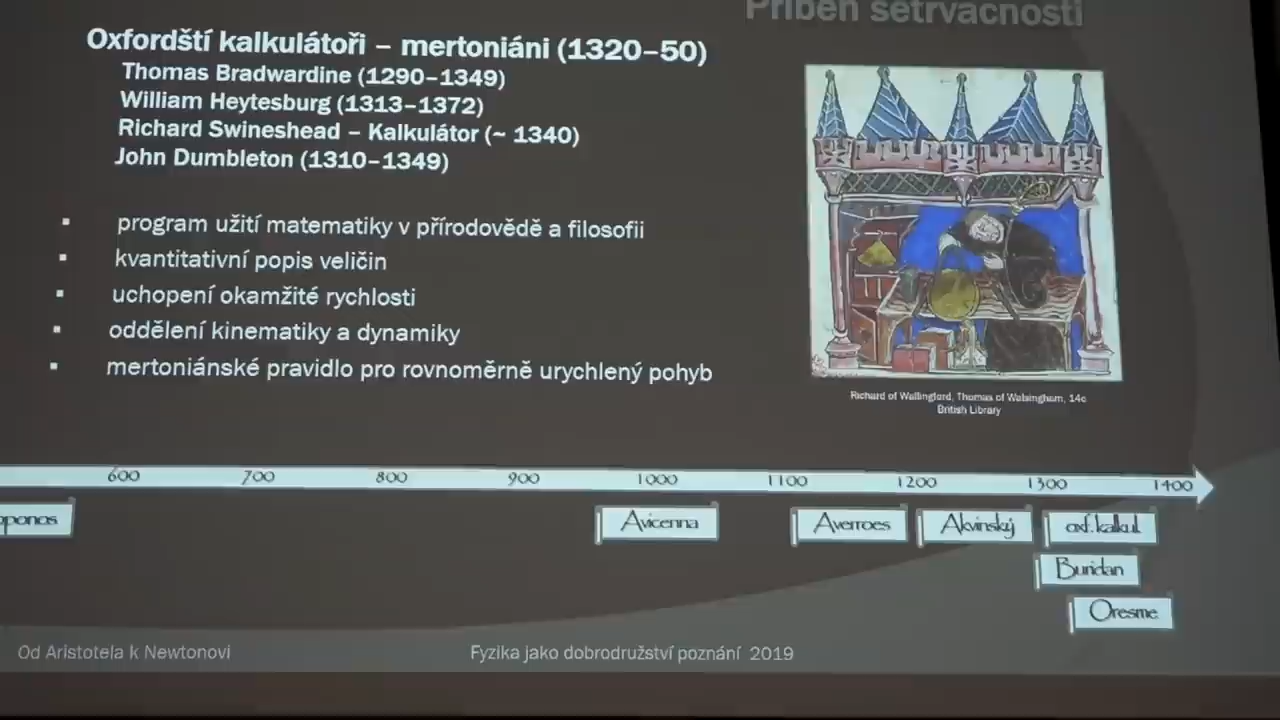 Příběh setrvačnosti
Oxfordští kalkulátoři – mertoniáni (1320–50)
Thomas Bradwardine (1290–1349)
William Heytesburg (1313–1372)
Richard Swineshead – Kalkulátor (~ 1340)
John Dumbleton (1310–1349)
▪ program užití matematiky v přírodovědě a filosofii
▪ kvantitativní popis veličin
▪ uchopení okamžité rychlosti
▪ oddělení kinematiky a dynamiky
▪ mertoniánské pravidlo pro rovnoměrně urychlený pohyb
Richard of Wallingford, Thomas of Walsingham, 14c
British Library
600 700 800 900 1000 1100 1200 1300 1400
oponos Avicenna Averroes Akvinský oxf. kalkul.
Buridan
Oresme
Od Aristotela k Newtonovi Fyzika jako dobrodružství poznání 2019